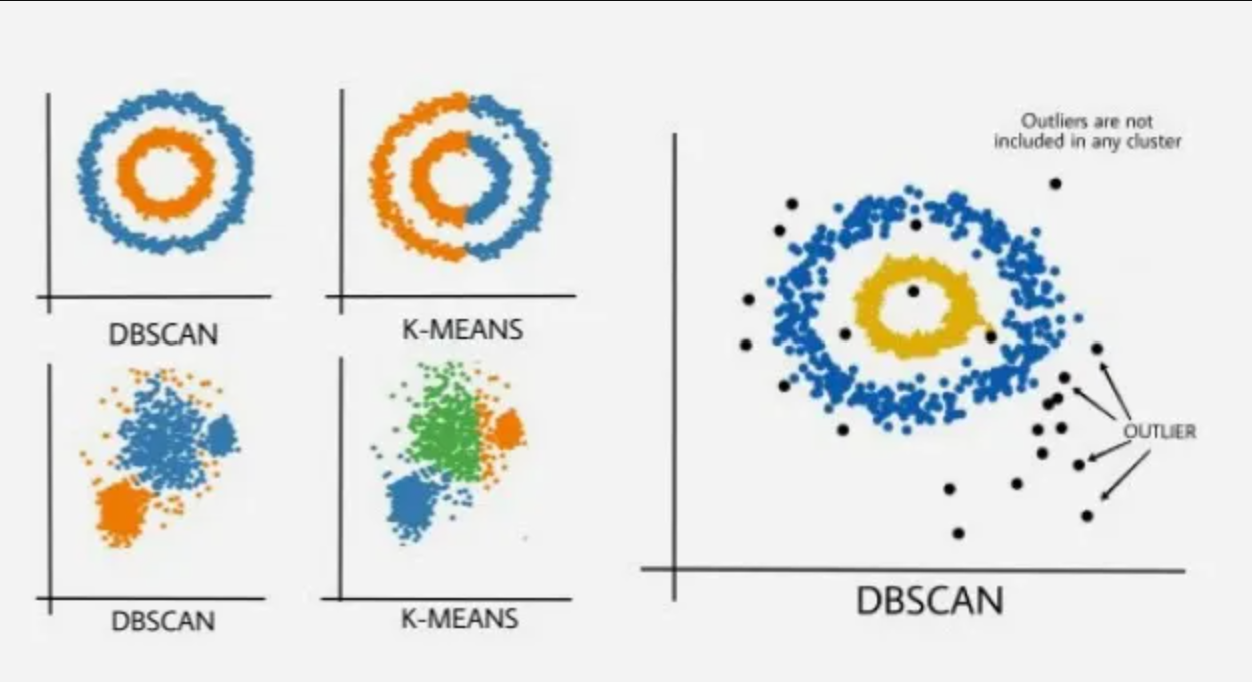 DBSCAN
K-MEANS
DBSCAN
K-MEANS
Outliers are not
included in any cluster
OUTLIER
DBSCAN